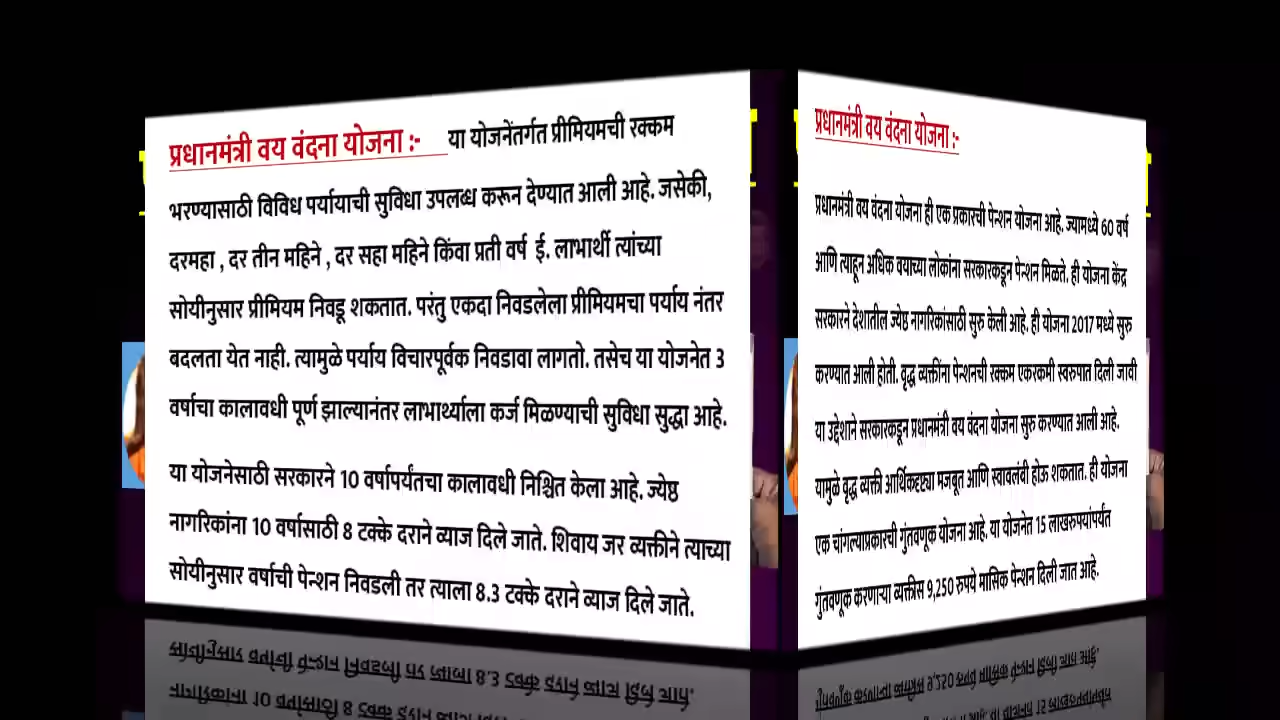 प्रधानमंत्री वय वंदना योजना :- या योजनेंतर्गत प्रीमियमची रक्कम
भरण्यासाठी विविध पर्यायाची सुविधा उपलब्ध करून देण्यात आली आहे. जसेकी,
दरमहा , दर तीन महिने , दर सहा महिने किंवा प्रती वर्ष ई. लाभार्थी त्यांच्या
सोयीनुसार प्रीमियम निवडू शकतात. परंतु एकदा निवडलेला प्रीमियमचा पर्याय नंतर
बदलता येत नाही. त्यामुळे पर्याय विचारपूर्वक निवडावा लागतो. तसेच या योजनेत 3
वर्षाचा कालावधी पूर्ण झाल्यानंतर लाभार्थ्याला कर्ज मिळण्याची सुविधा सुद्धा आहे.
या योजनेसाठी सरकारने 10 वर्षापर्यंतचा कालावधी निश्चित केला आहे. ज्येष्ठ
नागरिकांना 10 वर्षासाठी 8 टक्के दराने व्याज दिले जाते. शिवाय जर व्यक्तीने त्याच्या
सोयीनुसार वर्षाची पेन्शन निवडली तर त्याला 8.3 टक्के दराने व्याज दिले जाते.
प्रधानमंत्री वय वंदना योजना :-
प्रधानमंत्री वय वंदना योजना ही एक प्रकारची पेन्शन योजना आहे. ज्यामध्ये 60 वर्ष
आणि त्याहून अधिक वयाच्या लोकांना सरकारकडून पेन्शन मिळते. ही योजना केंद्र
सरकारने देशातील ज्येष्ठ नागरिकांसाठी सुरु केली आहे. ही योजना 2017 मध्ये सुरु
करण्यात आली होती. वृद्ध व्यक्तींना पेन्शनची रक्कम एकरकमी स्वरुपात दिली जावी
या उद्देशाने सरकारकडून प्रधानमंत्री वय वंदना योजना सुरु करण्यात आली आहे.
यामुळे वृद्ध व्यक्ती आर्थिकदृष्ट्या मजबूत आणि स्वावलंबी होऊ शकतात. ही योजना
एक चांगल्याप्रकारची गुंतवणूक योजना आहे. या योजनेत 15 लाखरुपयांपर्यंत
गुंतवणूक करणाऱ्या व्यक्तीस 9,250 रुपये मासिक पेन्शन दिली जात आहे.